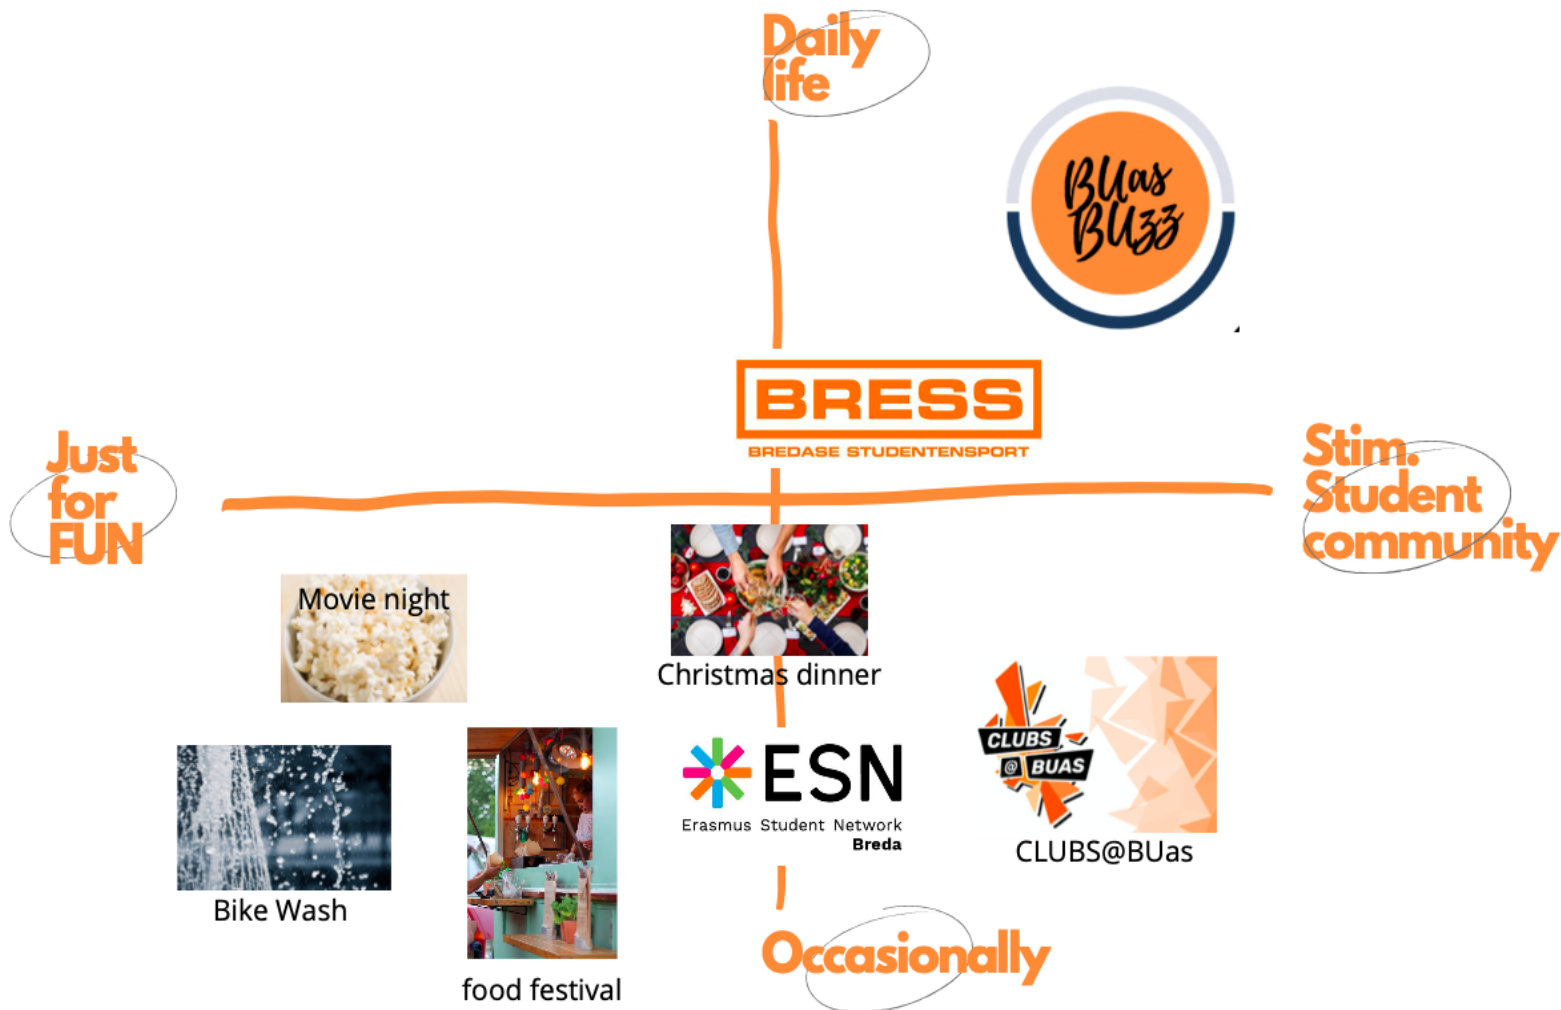 Daily
life
BUas
BUzz
BRESS
BREDASE STUDENTENSPORT
Just
for
FUN
Stim.
Student
community
Movie night
Christmas dinner
CLUBS
@ BUAS
CLUBS@BUas
ESN
Erasmus Student Network
Breda
Bike Wash
food festival
Occasionally